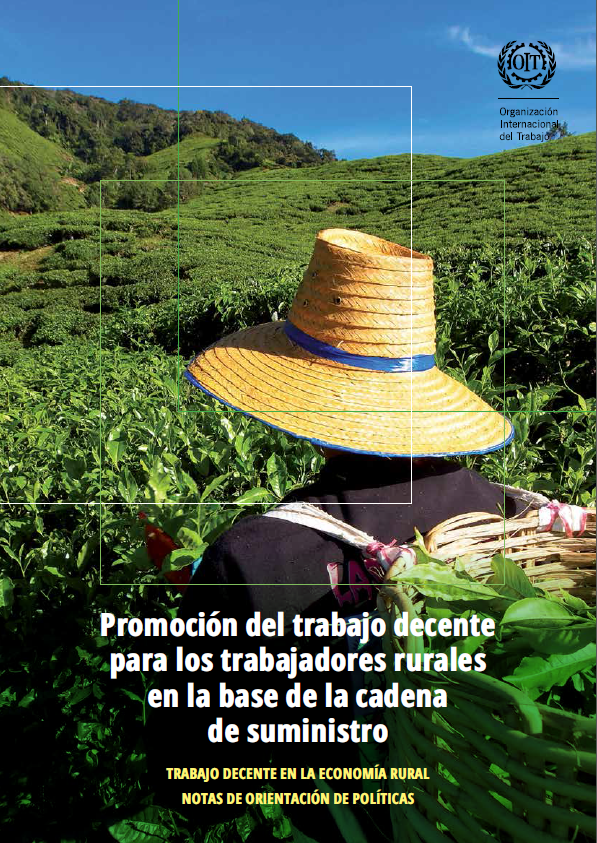 OIT
Organización
Internacional
del Trabajo
Promoción del trabajo decente
para los trabajadores rurales
en la base de la cadena
de suministro
TRABAJO DECENTE EN LA ECONOMÍA RURAL
NOTAS DE ORIENTACIÓN DE POLÍTICAS